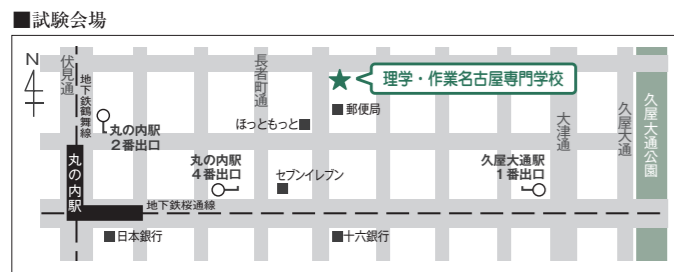 ■試験会場
N
伏見通
地下鉄鶴舞線
長者町通
理学・作業名古屋専門学校
■郵便局
ほっともっと■
丸の内駅
2番出口
丸の内駅
4番出口
セブンイレブン
久屋大通駅
1番出口
大津通
久屋大通
久屋大通公園
丸の内駅
地下鉄桜通線
■日本銀行
■十六銀行